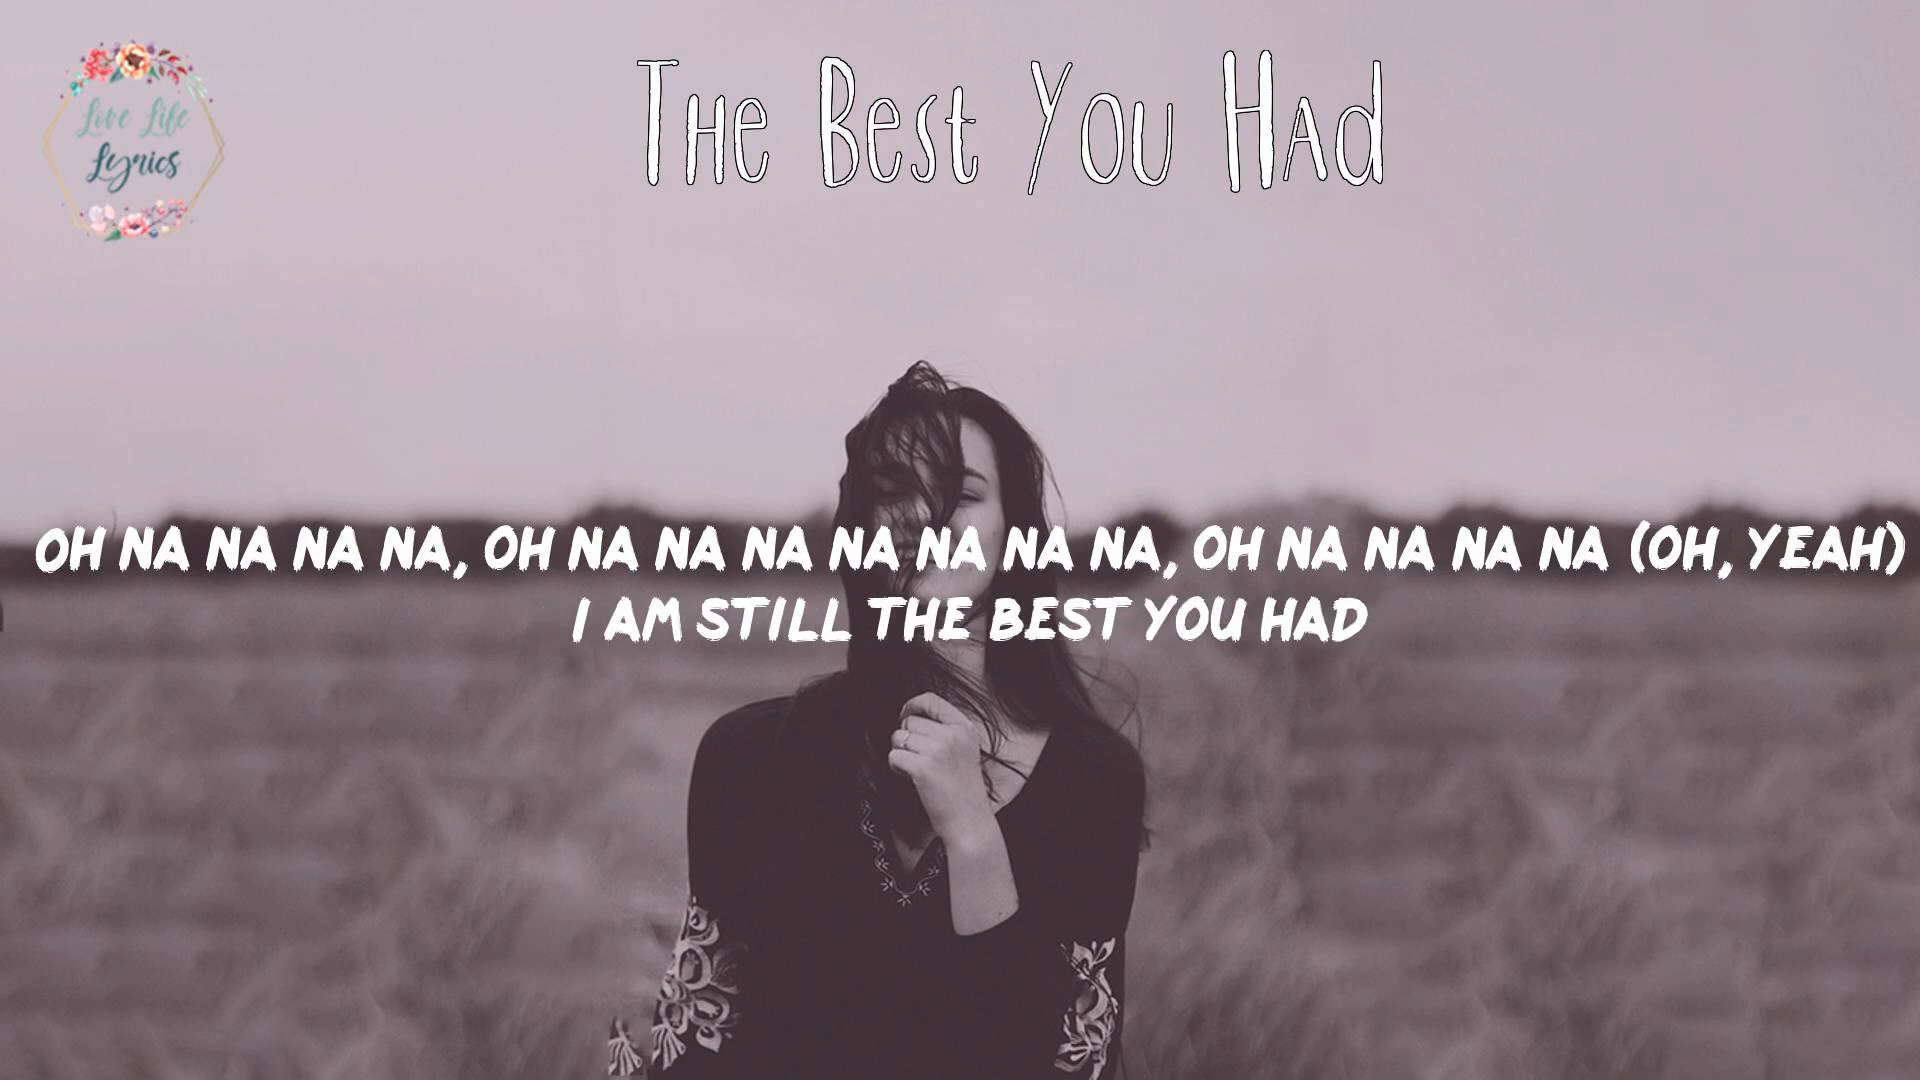 Love Life
Lyrics
The Best You Had
OH NA NA NA NA, OH NA NA NA NA NA NA NA, OH NA NA NA NA (OH, YEAH)
I AM STILL THE BEST YOU HAD